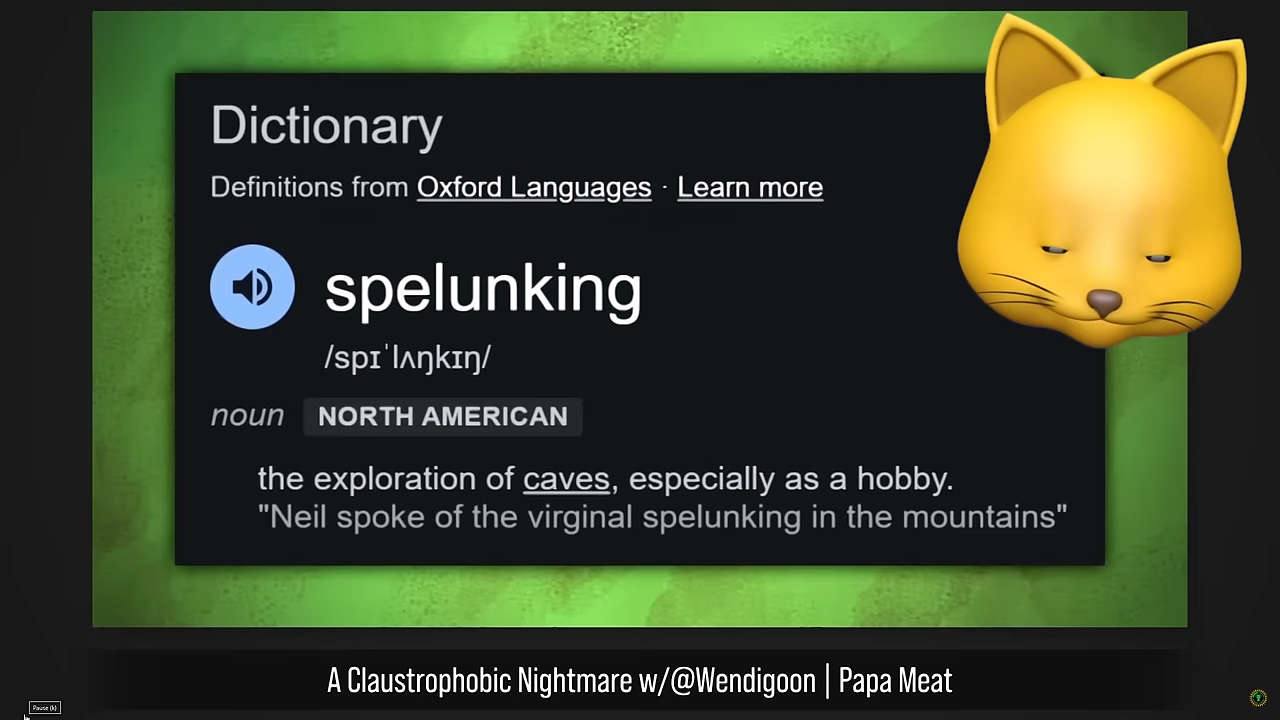 Dictionary
Definitions from Oxford Languages · Learn more
spelunking
/spɪˈlʌŋkɪŋ/
noun NORTH AMERICAN
the exploration of caves, especially as a hobby.
"Neil spoke of the virginal spelunking in the mountains"
A Claustrophobic Nightmare w/@Wendigoon | Papa Meat
Pause (k)